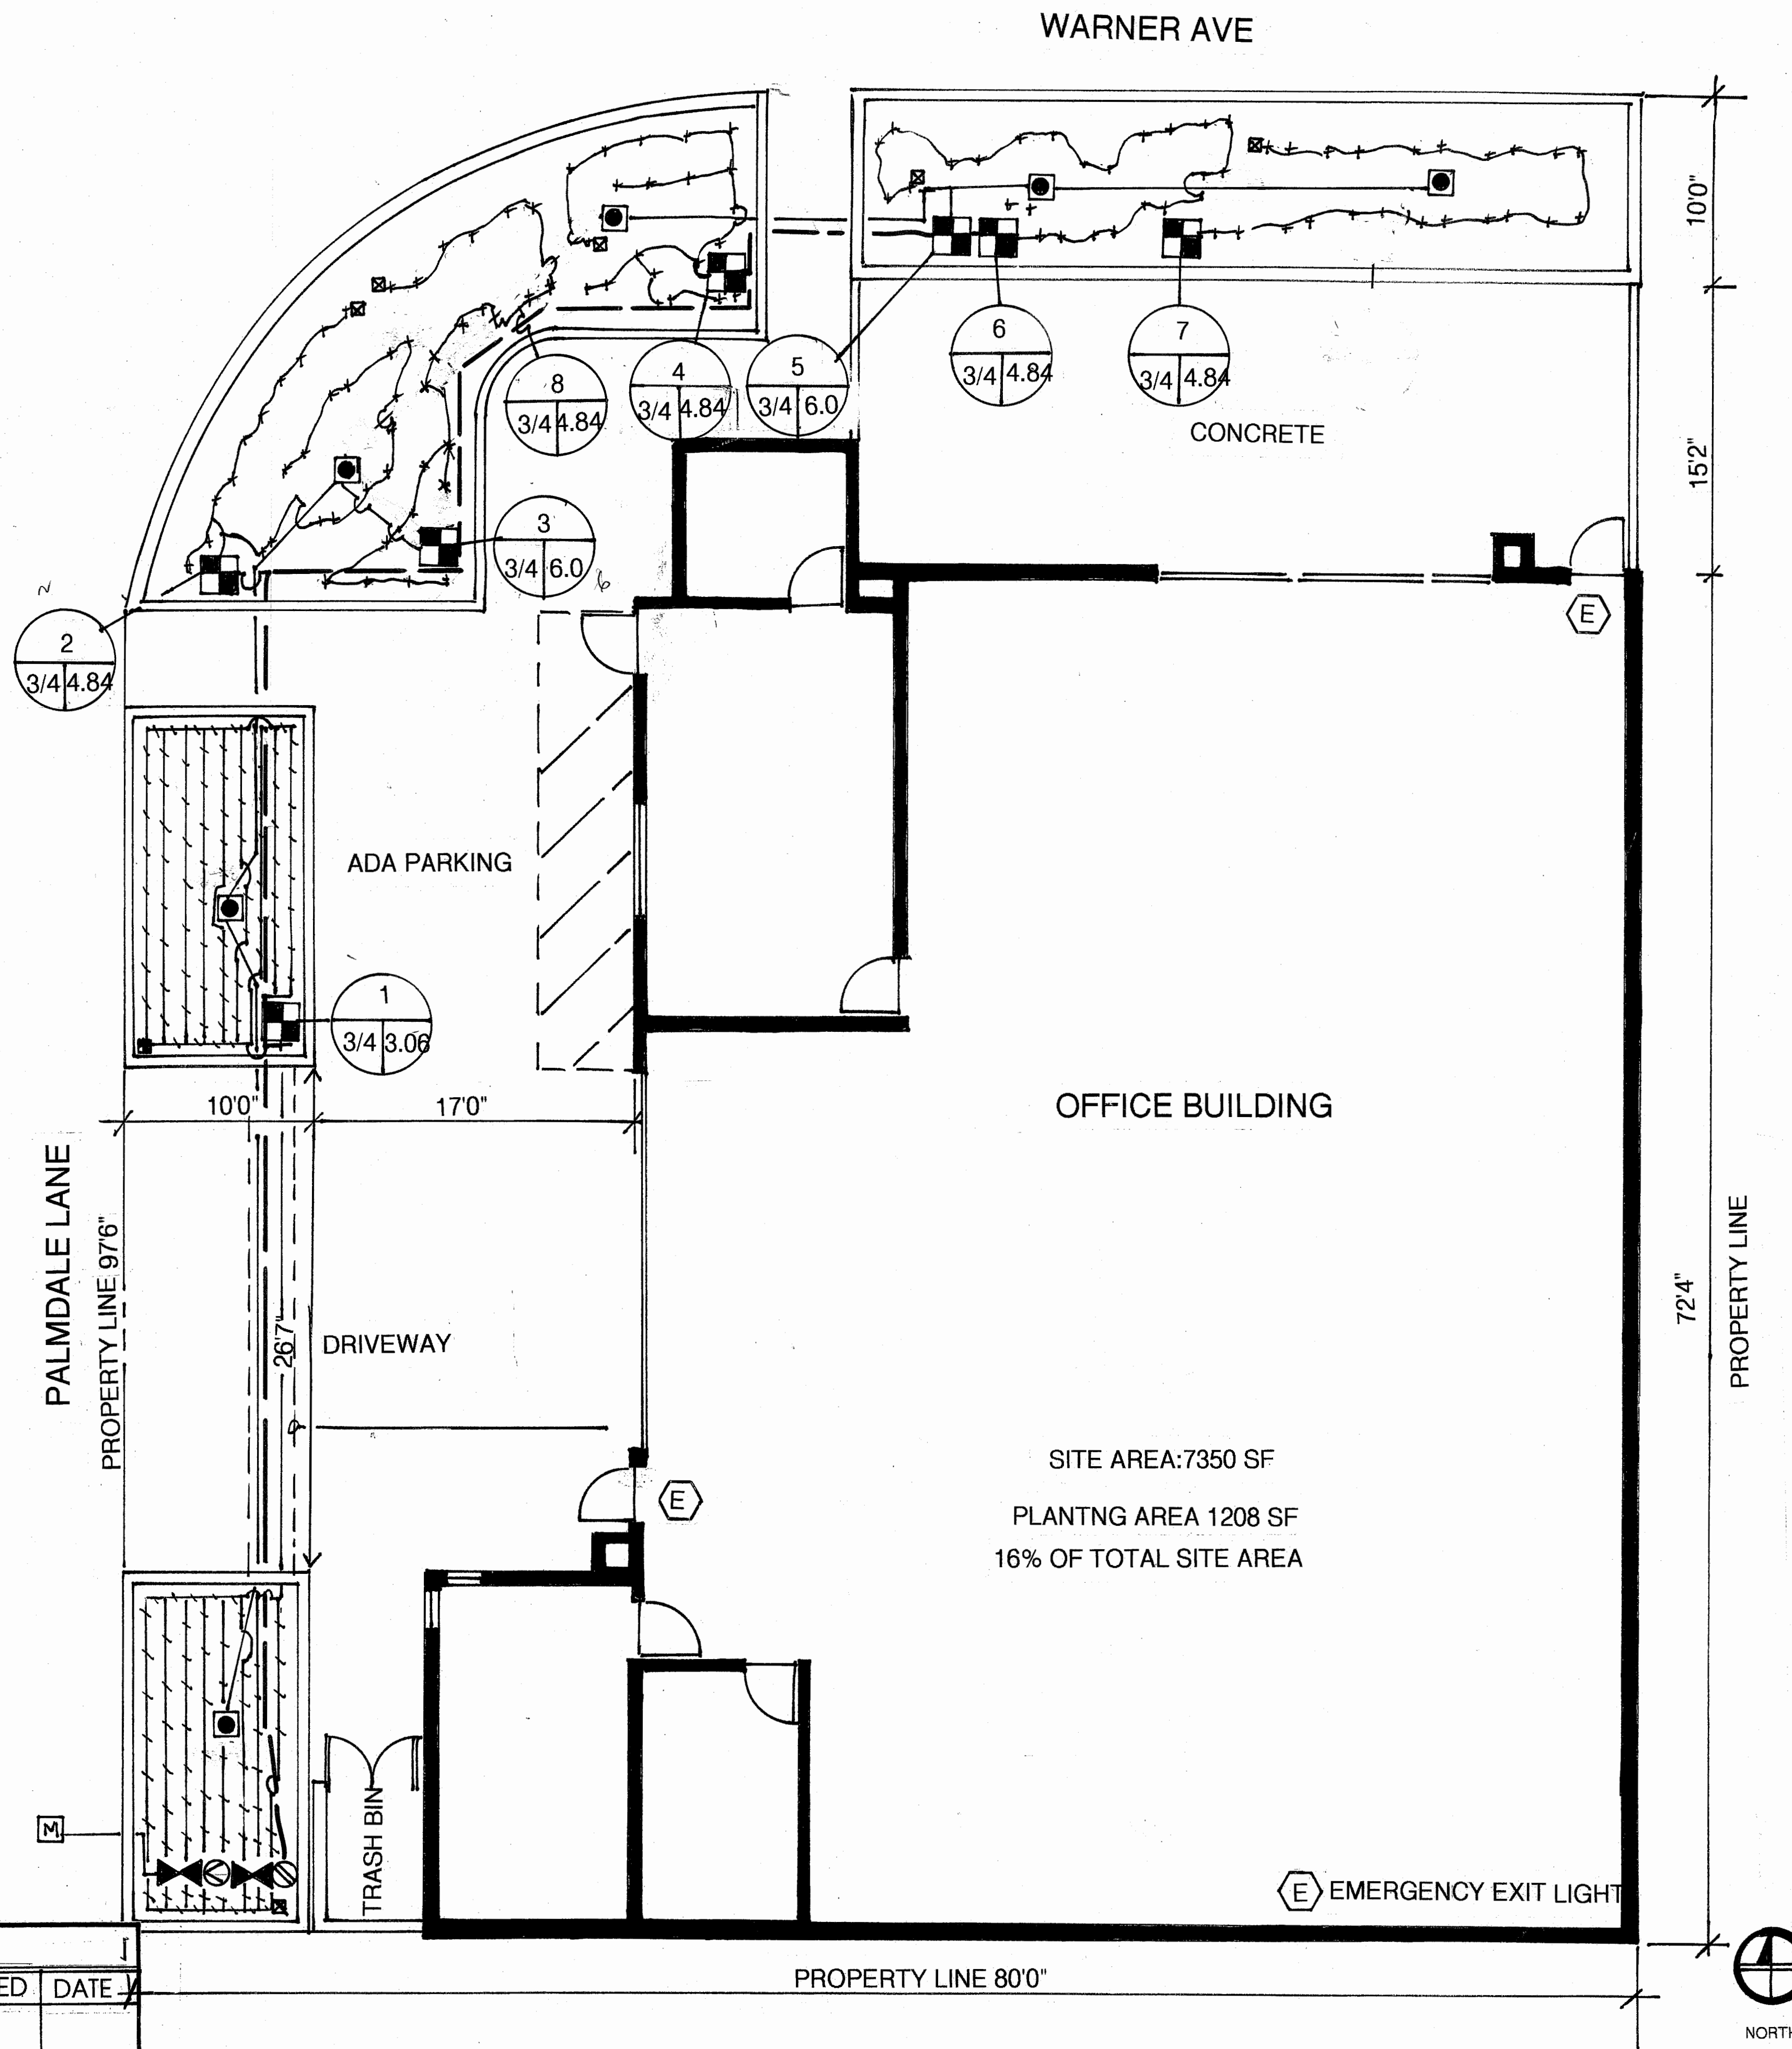 WARNER AVE
10'0"
6
3/4 4.84
7
3/4 4.84
5
3/4 6.0
4
3/4 4.84
8
3/4 4.84
CONCRETE
15'2"
3
3/4 6.0
2
3/4 4.84
E
ADA PARKING
1
3/4 3.06
10'0"
17'0"
OFFICE BUILDING
PALMDALE LANE
PROPERTY LINE 97'6"
26'7"
DRIVEWAY
72'4"
PROPERTY LINE
SITE AREA:7350 SF
E
PLANTNG AREA 1208 SF
16% OF TOTAL SITE AREA
M
TRASH BIN
E EMERGENCY EXIT LIGHT
ED DATE
PROPERTY LINE 80'0"
NORTH